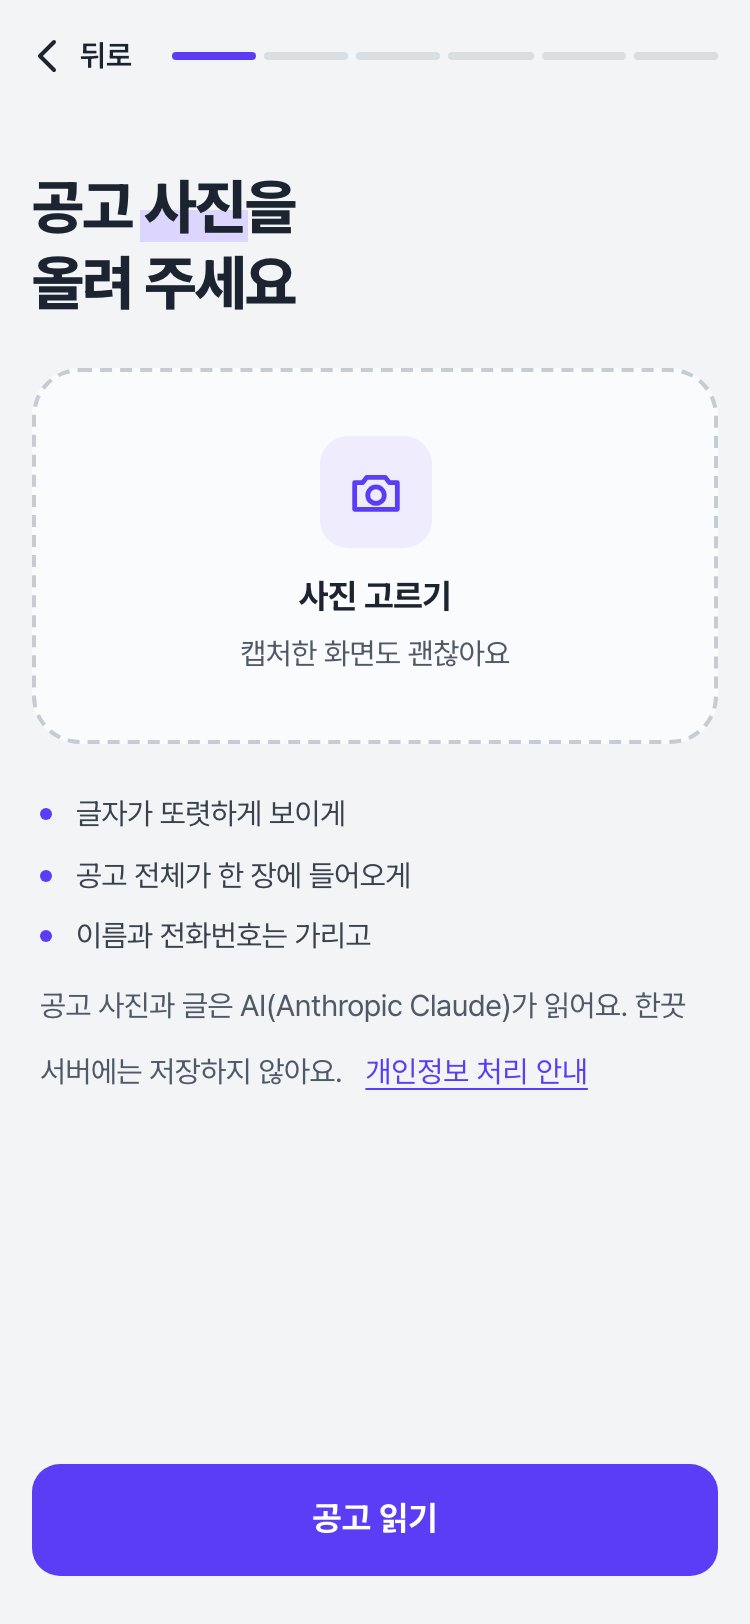 뒤로
공고 사진을
올려 주세요
사진 고르기
캡처한 화면도 괜찮아요
글자가 또렷하게 보이게
공고 전체가 한 장에 들어오게
이름과 전화번호는 가리고
공고 사진과 글은 AI(Anthropic Claude)가 읽어요. 한끗
서버에는 저장하지 않아요. 개인정보 처리 안내
공고 읽기